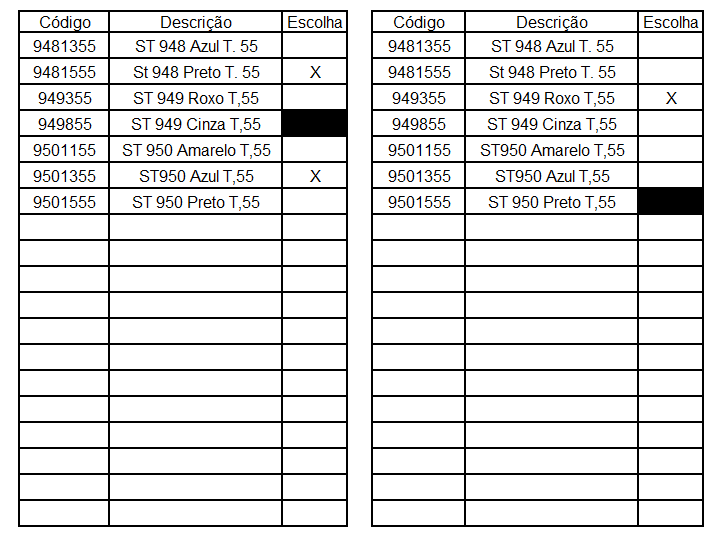 Código Descrição Escolha
9481355 ST 948 Azul T. 55
9481555 St 948 Preto T. 55 X
949355 ST 949 Roxo T,55
949855 ST 949 Cinza T,55
9501155 ST 950 Amarelo T,55
9501355 ST950 Azul T,55 X
9501555 ST 950 Preto T,55
Código Descrição Escolha
9481355 ST 948 Azul T. 55
9481555 St 948 Preto T. 55
949355 ST 949 Roxo T,55 X
949855 ST 949 Cinza T,55
9501155 ST950 Amarelo T,55
9501355 ST950 Azul T,55
9501555 ST 950 Preto T,55